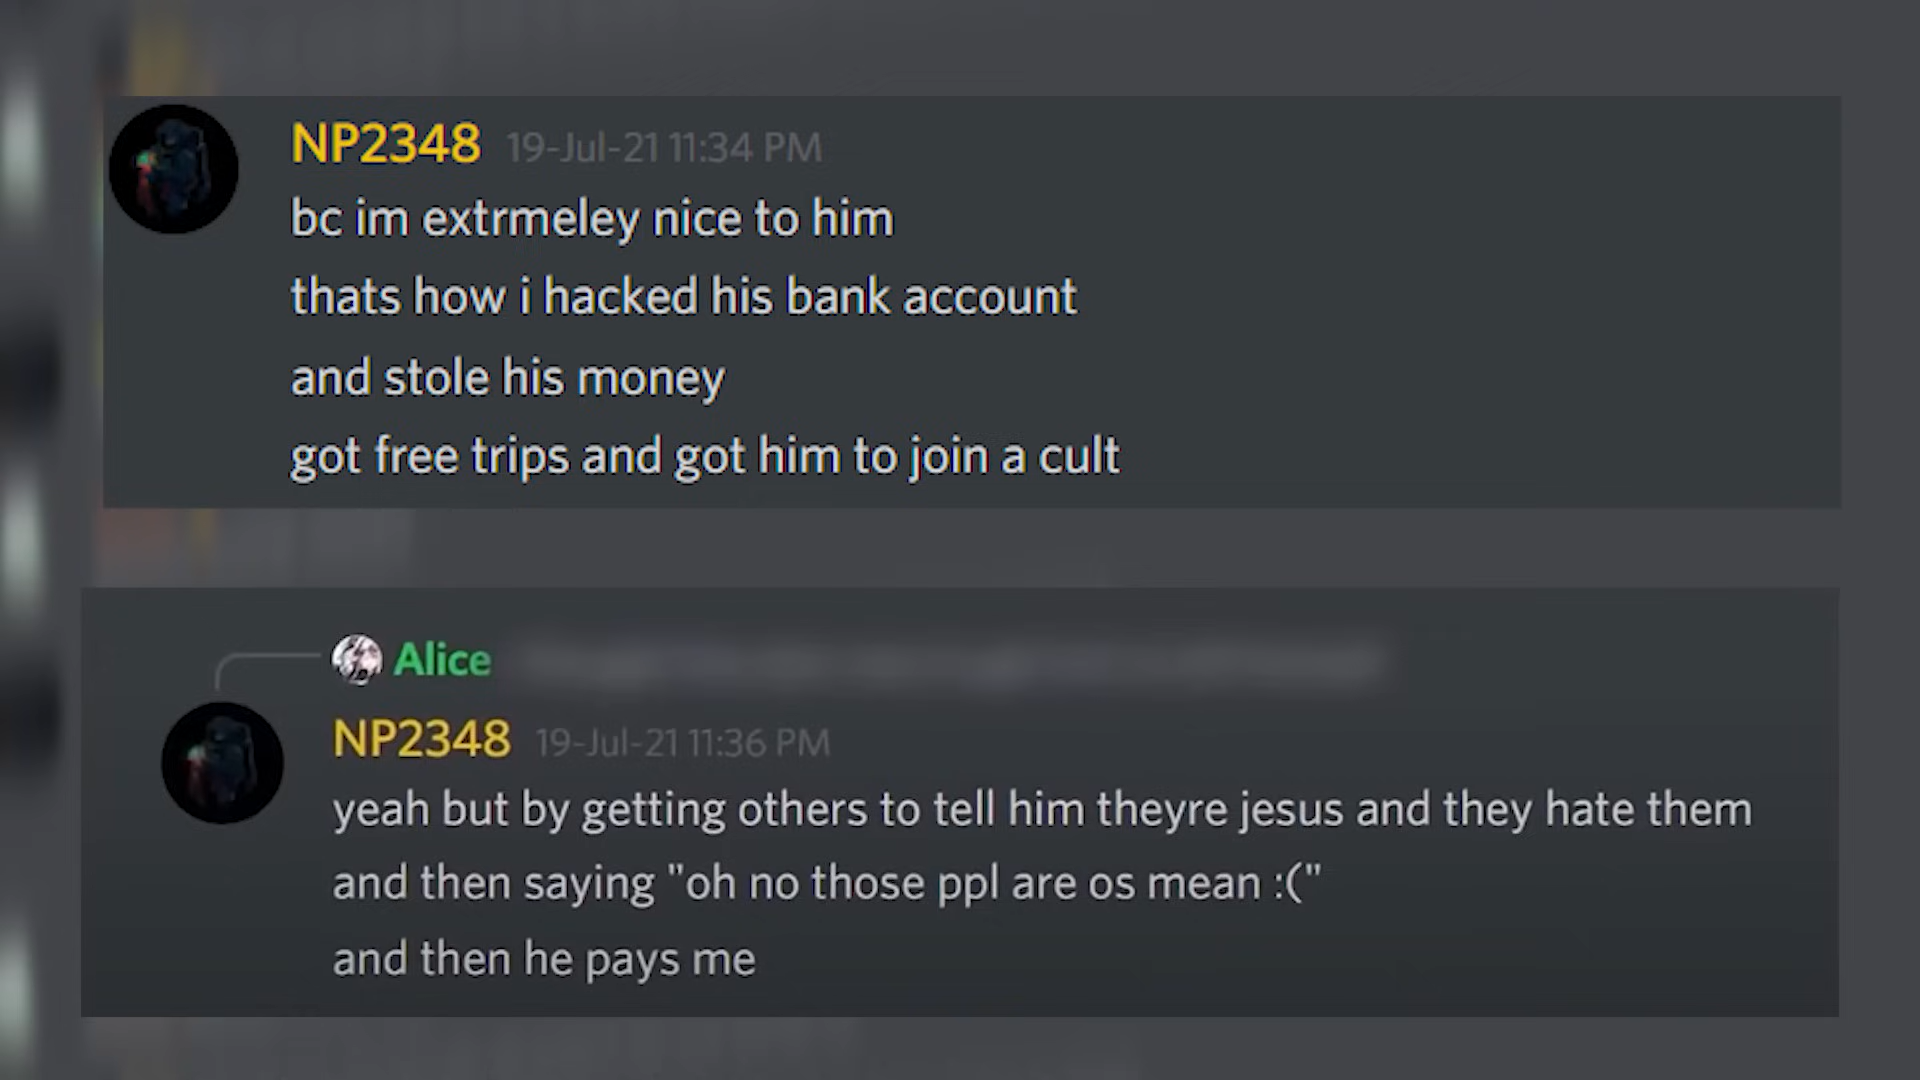 NP2348 19-Jul-21 11:34 PM
bc im extrmeley nice to him
thats how i hacked his bank account
and stole his money
got free trips and got him to join a cult
Alice
NP2348 19-Jul-21 11:36 PM
yeah but by getting others to tell him theyre jesus and they hate them
and then saying "oh no those ppl are os mean :("
and then he pays me